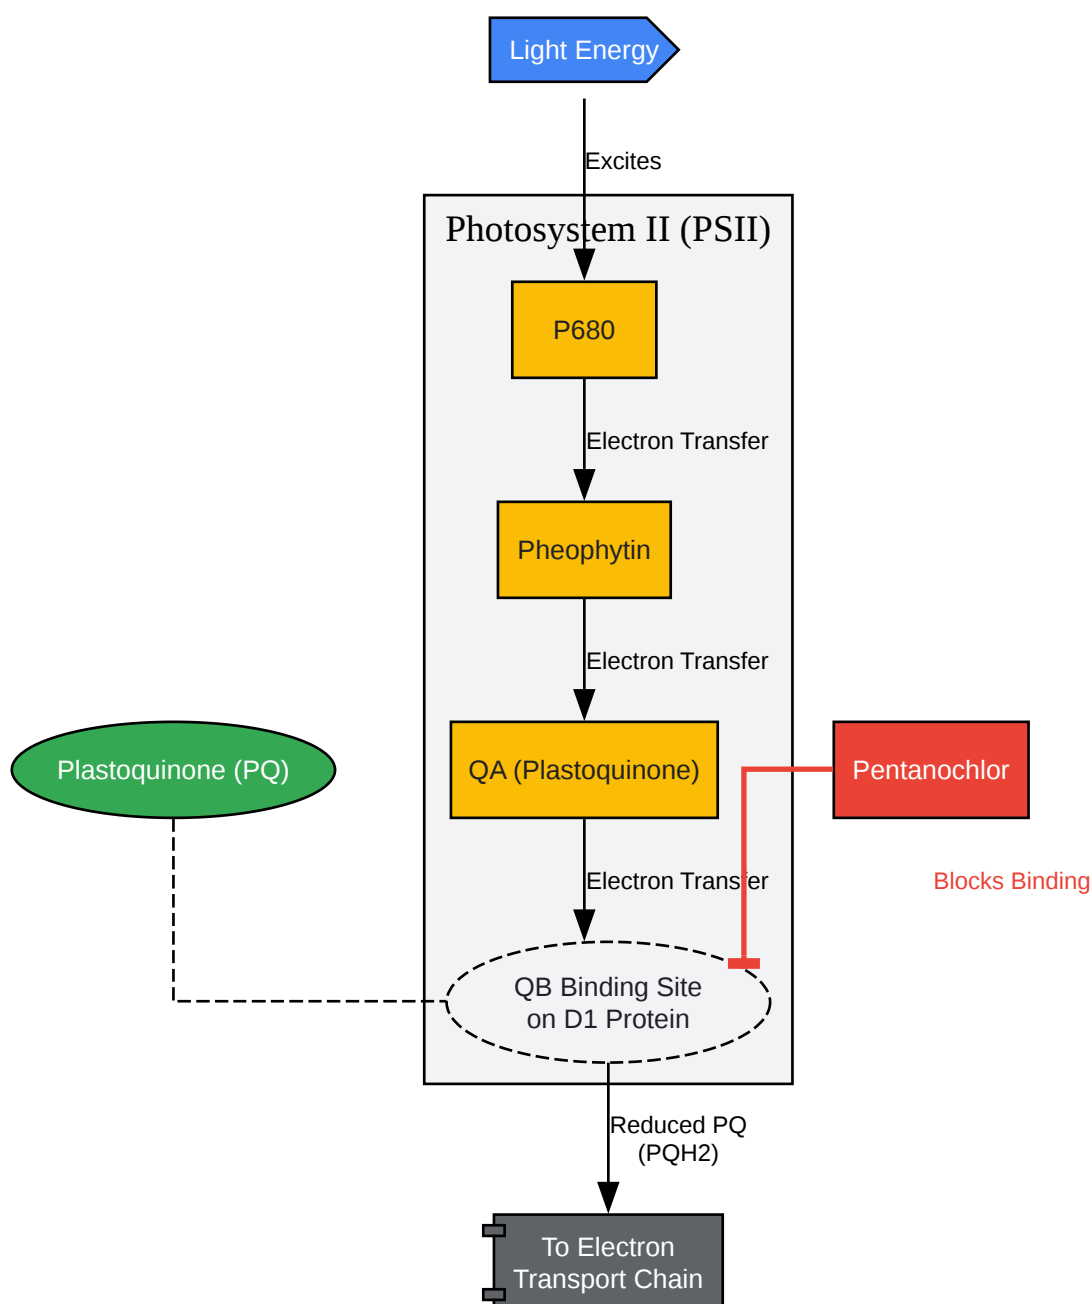 Light Energy
Excites
Photosystem II (PSII)
P680
Electron Transfer
Pheophytin
Electron Transfer
Plastoquinone (PQ)
QA (Plastoquinone)
Pentanochlor
Electron Transfer
Blocks Binding
QB Binding Site
on D1 Protein
Reduced PQ
(PQH2)
To Electron
Transport Chain